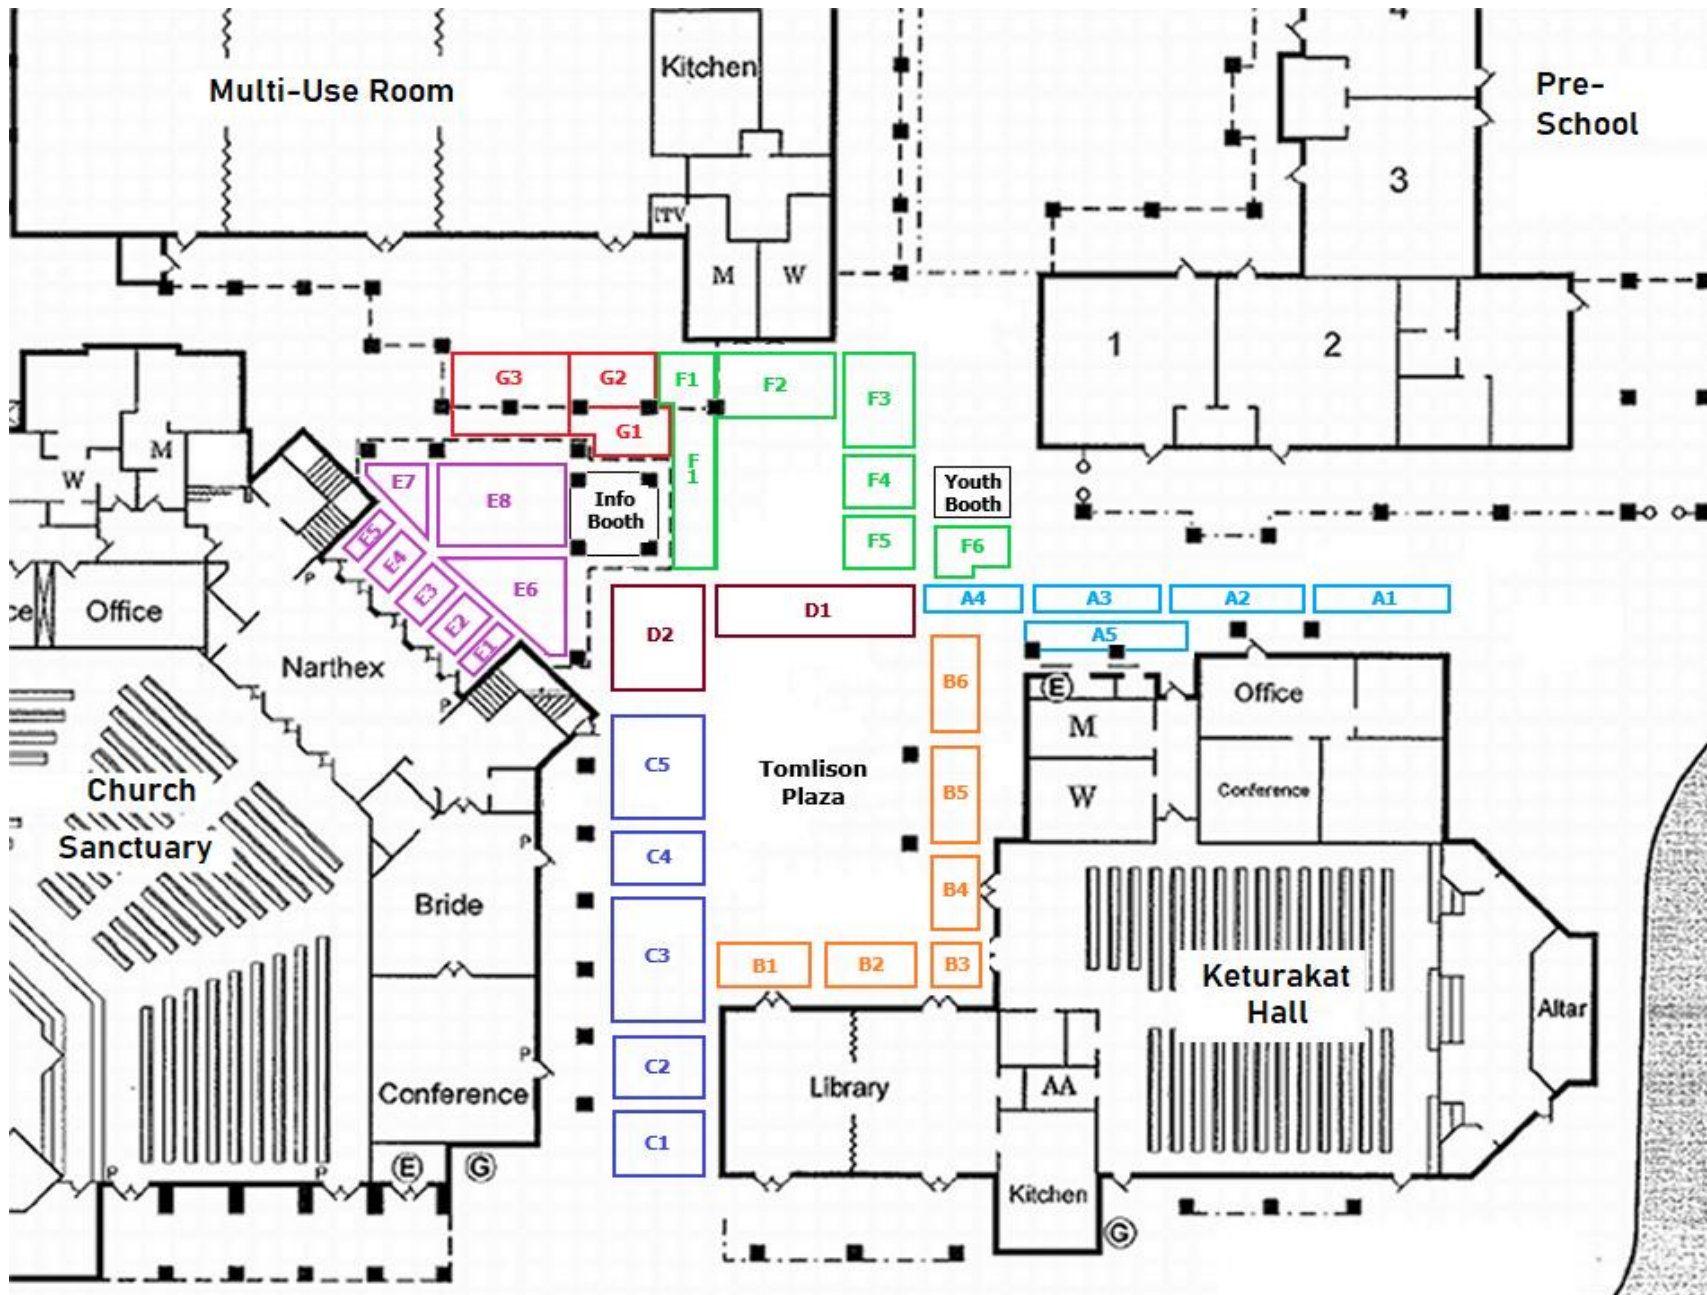 4
Kitchen
Multi-Use Room
Pre-
School
3
ITV
M
W
1
2
G3
G2
F1
F2
F3
G1
M
W
F
1
E7
E8
Info
Booth
F4
Youth
Booth
E5
E4
E3
E2
E1
E6
F5
F6
P
ce
Office
D2
D1
A4
A3
A2
A1
A5
Narthex
P
B6
E
M
Office
C5
Tomlison
Plaza
B5
W
Conference
Church
Sanctuary
P
C4
B4
Bride
C3
B1
B2
B3
Keturakat
Hall
Altar
P
C2
Library
AA
Conference
C1
P
P
E
G
Kitchen
G